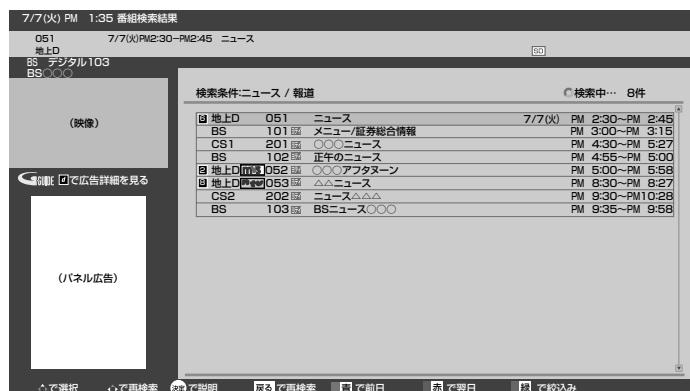 7/7(火) PM 1:35 番組検索結果
051 7/7(火)PM2:30−PM2:45 ニュース
地上D SD
BS デジタル103
BS○○○
検索条件:ニュース / 報道 検索中… 8件
(映像)
地上D 051 ニュース 7/7(火) PM 2:30～PM 2:45
BS 101 メニュー/証券総合情報 PM 3:00～PM 3:15
CS1 201 ○○○ニュース PM 4:30～PM 5:27
BS 102 正午のニュース PM 4:55～PM 5:00
地上D 052 ○○○アフタヌーン PM 5:00～PM 5:58
地上D 053 △△ニュース PM 8:30～PM 8:27
CS2 202 ニュース△△△ PM 9:30～PM10:28
BS 103 BSニュース○○○ PM 9:35～PM 9:58
GUIDE dで広告詳細を見る
(パネル広告)
で選択 で再検索 決定で説明 戻るで再検索 青で前日 赤で翌日 緑で絞込み